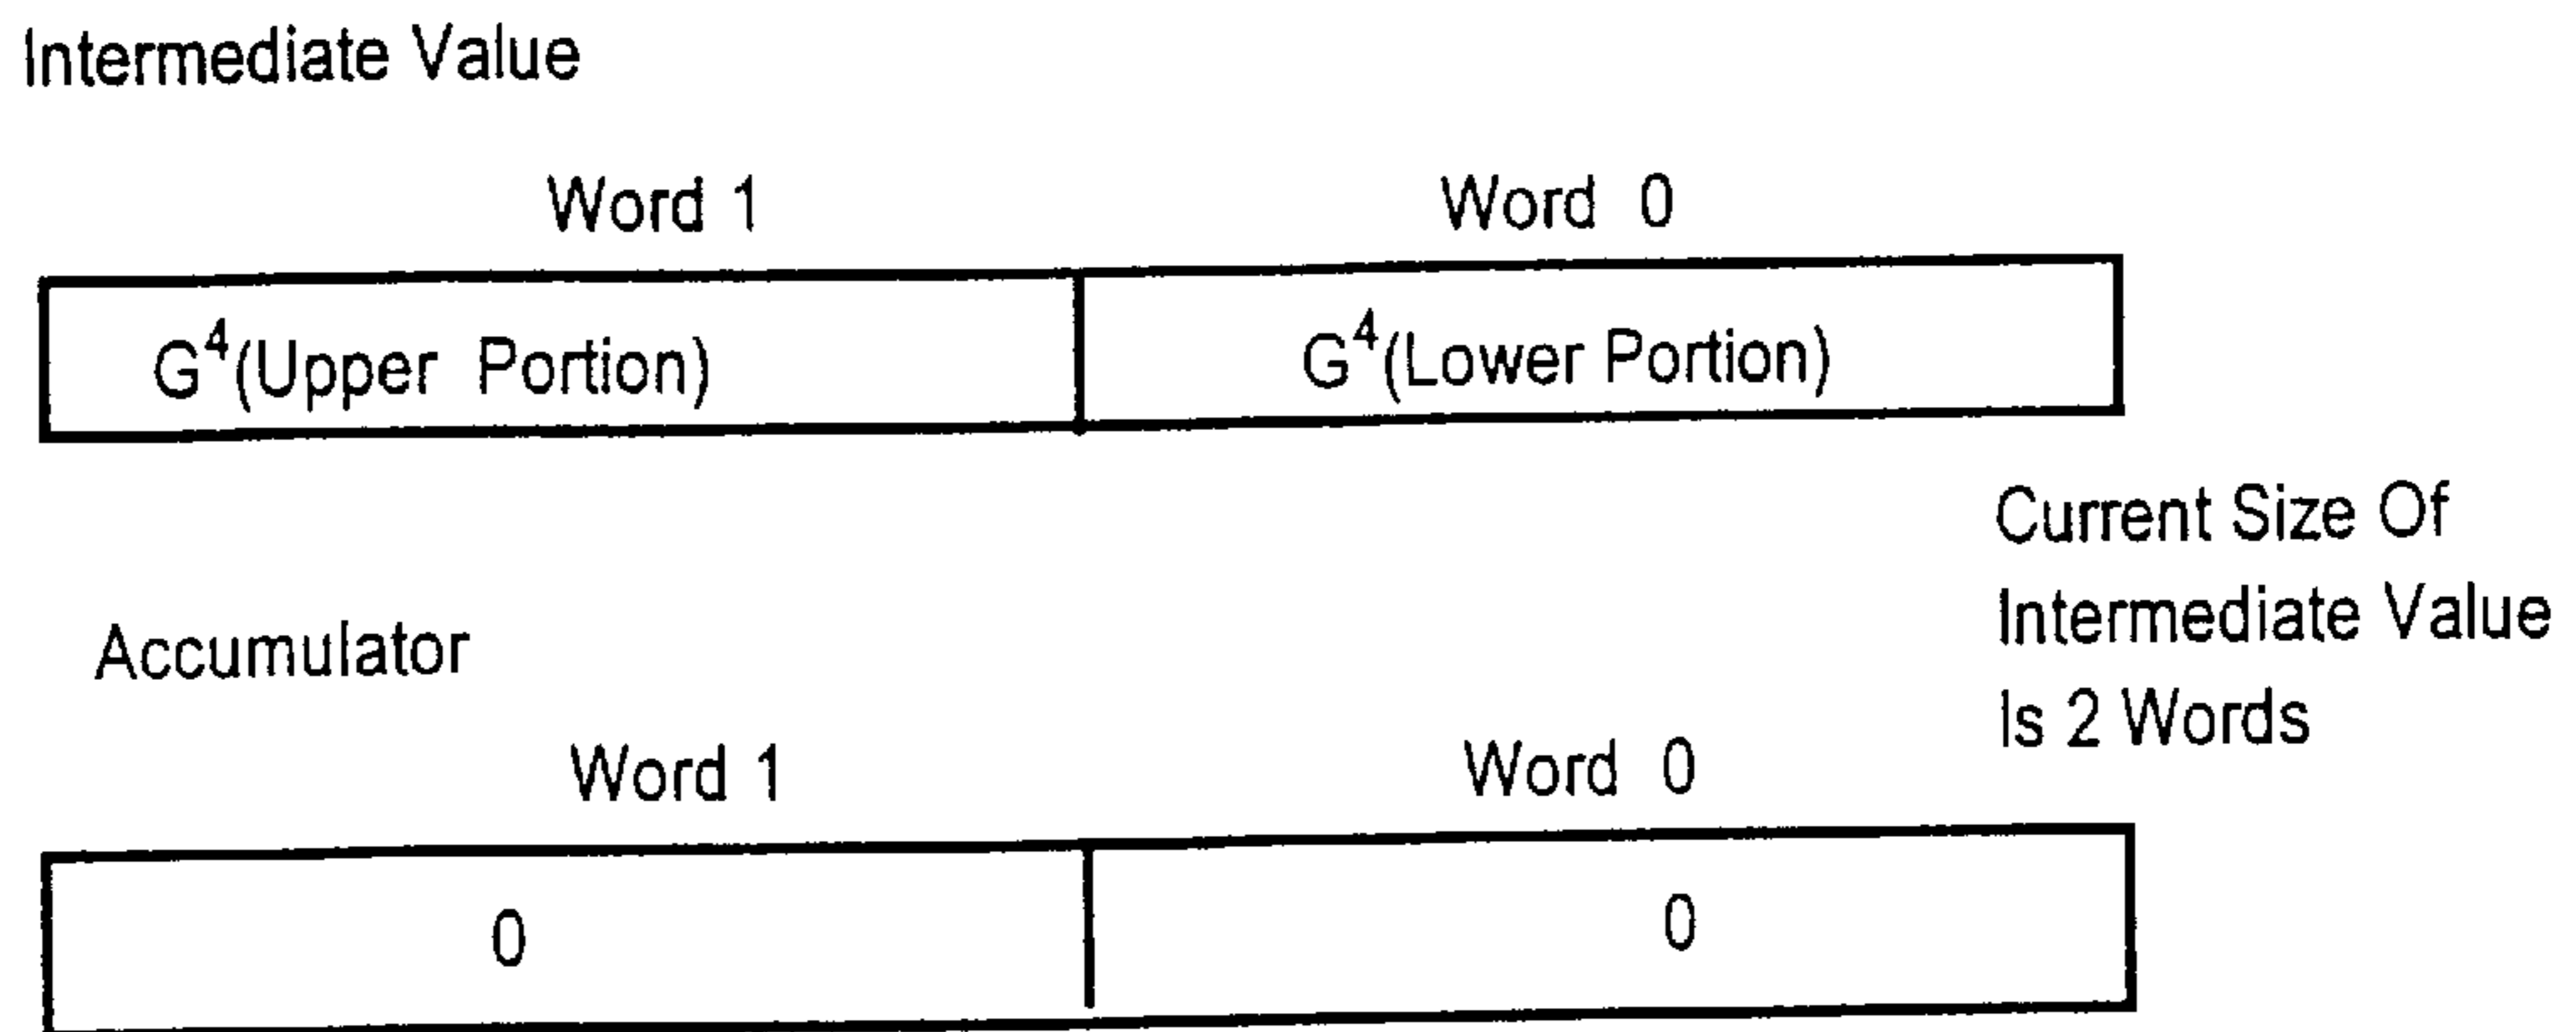 Intermediate Value
Word 1 Word 0
G⁴(Upper Portion) G⁴(Lower Portion)
Current Size Of
Intermediate Value
Is 2 Words
Accumulator
Word 1 Word 0
0 0